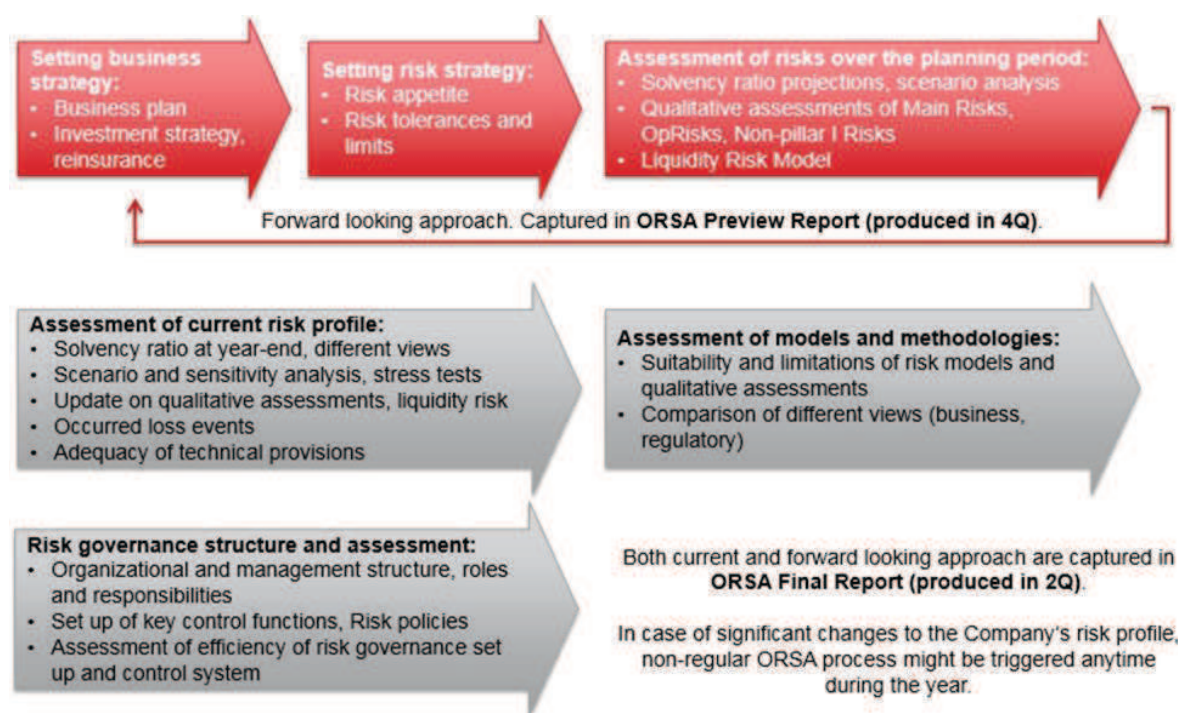 Setting business
strategy:
• Business plan
• Investment strategy,
reinsurance
Setting risk strategy:
• Risk appetite
• Risk tolerances and
limits
Assessment of risks over the planning period:
• Solvency ratio projections, scenario analysis
• Qualitative assessments of Main Risks,
OpRisks, Non-pillar I Risks
• Liquidity Risk Model
Forward looking approach. Captured in ORSA Preview Report (produced in 4Q).
Assessment of current risk profile:
• Solvency ratio at year-end, different views
• Scenario and sensitivity analysis, stress tests
• Update on qualitative assessments, liquidity risk
• Occurred loss events
• Adequacy of technical provisions
Assessment of models and methodologies:
• Suitability and limitations of risk models and
qualitative assessments
• Comparison of different views (business,
regulatory)
Risk governance structure and assessment:
• Organizational and management structure, roles
and responsibilities
• Set up of key control functions, Risk policies
• Assessment of efficiency of risk governance set
up and control system
Both current and forward looking approach are captured in
ORSA Final Report (produced in 2Q).
In case of significant changes to the Company's risk profile,
non-regular ORSA process might be triggered anytime
during the year.